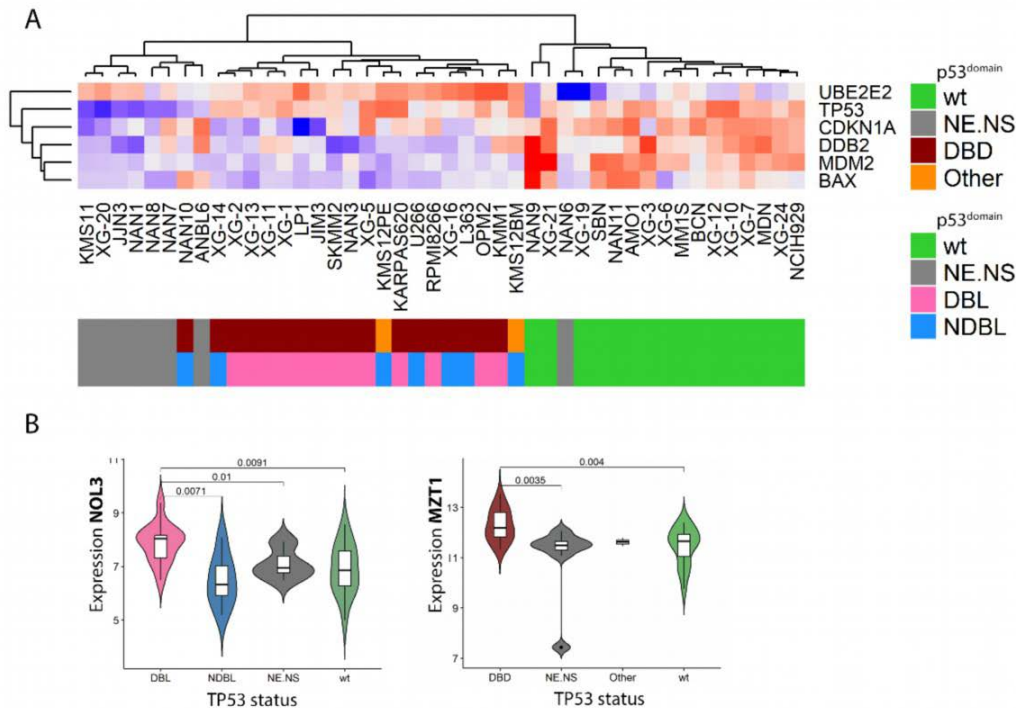 A
UBE2E2
TP53
CDKN1A
DDB2
MDM2
BAX
KMS11
XG-20
JJN3
NAN1
NAN8
NAN7
NAN10
ANBL6
XG-14
XG-2
XG-13
XG-11
XG-1
LP1
JIM3
SKMM2
NAN3
XG-5
KMS12PE
KARPAS620
U266
RPMI8266
XG-16
L363
OPM2
KMM1
KMS12BM
NAN9
XG-21
NAN6
XG-19
SBN
NAN11
AMO1
XG-3
XG-6
MM1S
BCN
XG-12
XG-10
XG-7
MDN
XG-24
NCIH929
p53domain
wt
NE.NS
DBD
Other
p53domain
wt
NE.NS
DBL
NDBL
B
Expression NOL3
11
9
7
5
0.0091
0.01
0.0071
DBL NDBL NE.NS wt
TP53 status
Expression MZT1
13
11
9
7
0.004
0.0035
DBD NE.NS Other wt
TP53 status